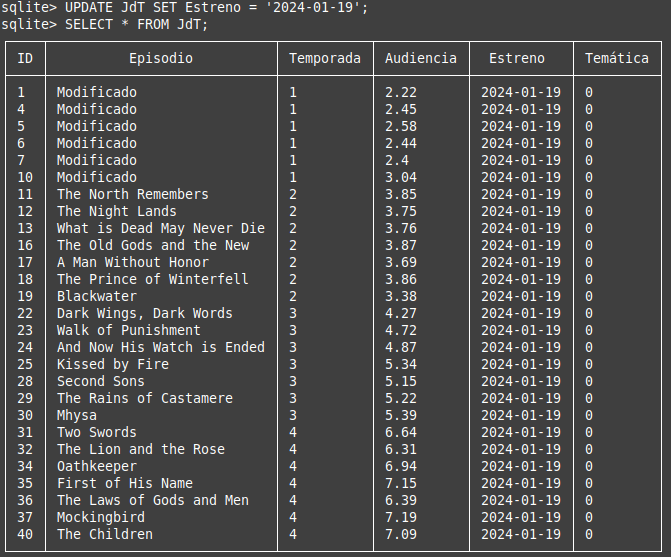 sqlite> UPDATE JdT SET Estreno = '2024-01-19';
sqlite> SELECT * FROM JdT;
ID Episodio Temporada Audiencia Estreno Temática
1 Modificado 1 2.22 2024-01-19 0
4 Modificado 1 2.45 2024-01-19 0
5 Modificado 1 2.58 2024-01-19 0
6 Modificado 1 2.44 2024-01-19 0
7 Modificado 1 2.4 2024-01-19 0
10 Modificado 1 3.04 2024-01-19 0
11 The North Remembers 2 3.85 2024-01-19 0
12 The Night Lands 2 3.75 2024-01-19 0
13 What is Dead May Never Die 2 3.76 2024-01-19 0
16 The Old Gods and the New 2 3.87 2024-01-19 0
17 A Man Without Honor 2 3.69 2024-01-19 0
18 The Prince of Winterfell 2 3.86 2024-01-19 0
19 Blackwater 2 3.38 2024-01-19 0
22 Dark Wings, Dark Words 3 4.27 2024-01-19 0
23 Walk of Punishment 3 4.72 2024-01-19 0
24 And Now His Watch is Ended 3 4.87 2024-01-19 0
25 Kissed by Fire 3 5.34 2024-01-19 0
28 Second Sons 3 5.15 2024-01-19 0
29 The Rains of Castamere 3 5.22 2024-01-19 0
30 Mhysa 3 5.39 2024-01-19 0
31 Two Swords 4 6.64 2024-01-19 0
32 The Lion and the Rose 4 6.31 2024-01-19 0
34 Oathkeeper 4 6.94 2024-01-19 0
35 First of His Name 4 7.15 2024-01-19 0
36 The Laws of Gods and Men 4 6.39 2024-01-19 0
37 Mockingbird 4 7.19 2024-01-19 0
40 The Children 4 7.09 2024-01-19 0